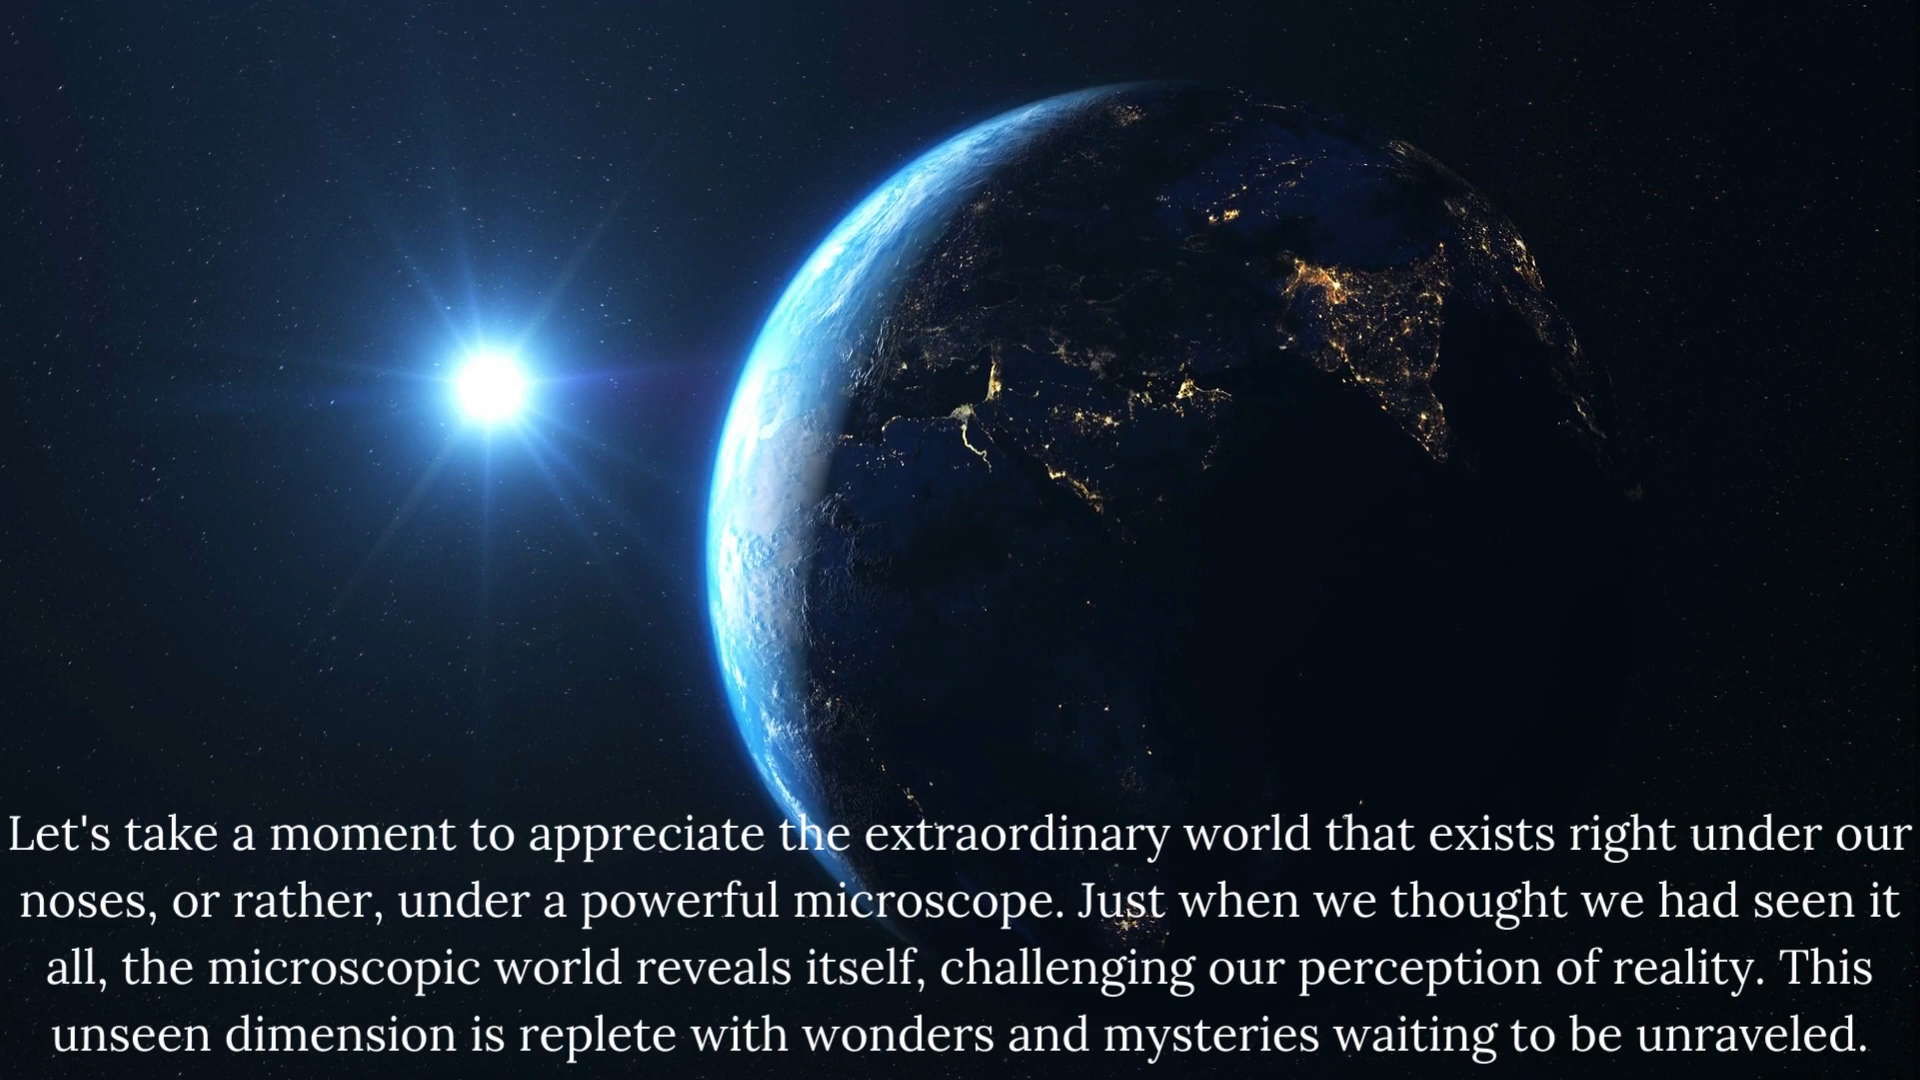 Let's take a moment to appreciate the extraordinary world that exists right under our
noses, or rather, under a powerful microscope. Just when we thought we had seen it
all, the microscopic world reveals itself, challenging our perception of reality. This
unseen dimension is replete with wonders and mysteries waiting to be unraveled.